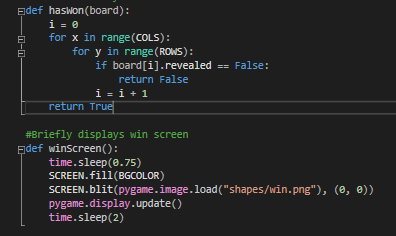 def hasWon(board):
    i = 0
    for x in range(COLS):
        for y in range(ROWS):
            if board[i].revealed == False:
                return False
            i = i + 1
    return True

#Briefly displays win screen
def winScreen():
    time.sleep(0.75)
    SCREEN.fill(BGCOLOR)
    SCREEN.blit(pygame.image.load("shapes/win.png"), (0, 0))
    pygame.display.update()
    time.sleep(2)